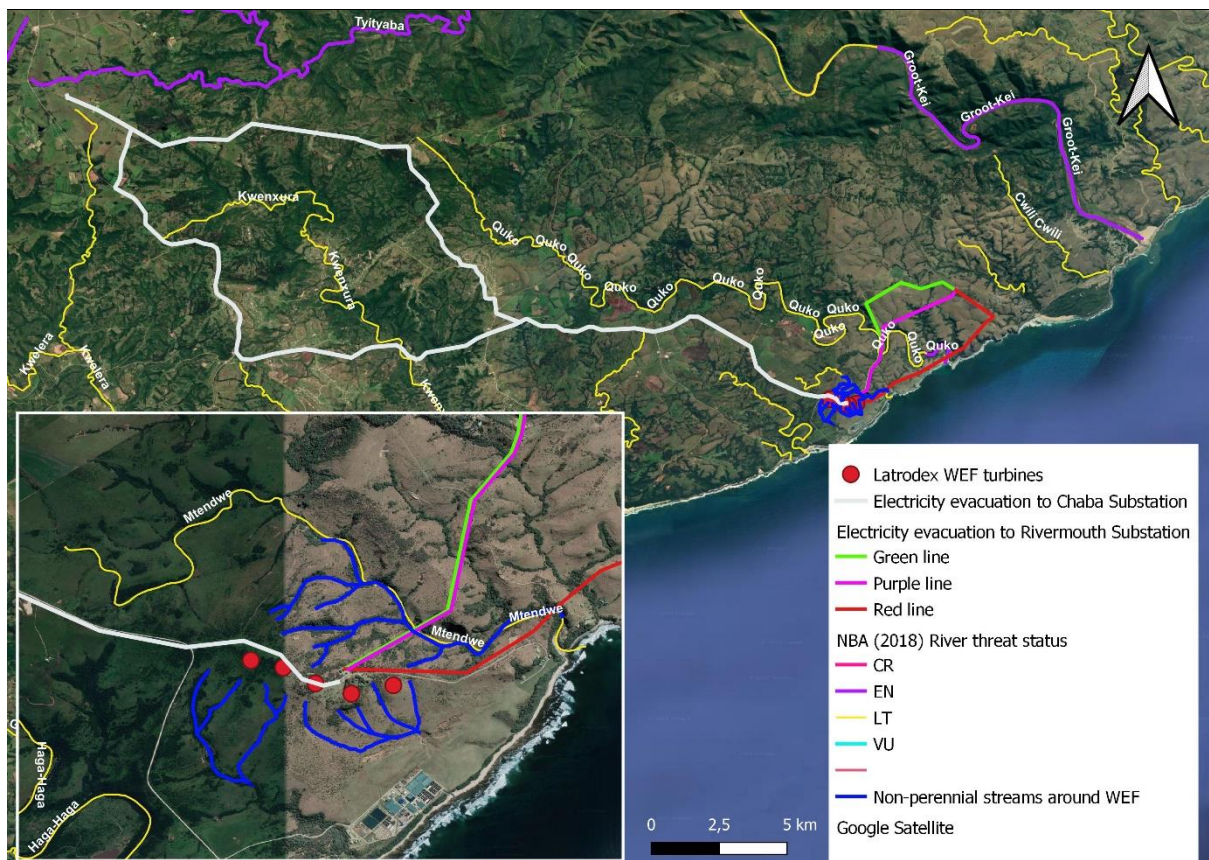 Tyityaba
Groot-Kei
Groot-Kei
Groot-Kei
Cwili Cwili
Kwenxura
Kwenxura
Kwenx
Quko
Quko
Quko
Quko
Quko
Quko
Quko
Quko
Quko
Quko
Quko
Quko
Quko
Kwelera
Kwelera
Mtendwe
Mtendwe
Mtendwe
Haga-Haga
Haga-Haga
Latrodex WEF turbines
Electricity evacuation to Chaba Substation
Electricity evacuation to Rivermouth Substation
Green line
Purple line
Red line
NBA (2018) River threat status
CR
EN
LT
VU
Non-perennial streams around WEF
Google Satellite
0 2,5 5 km